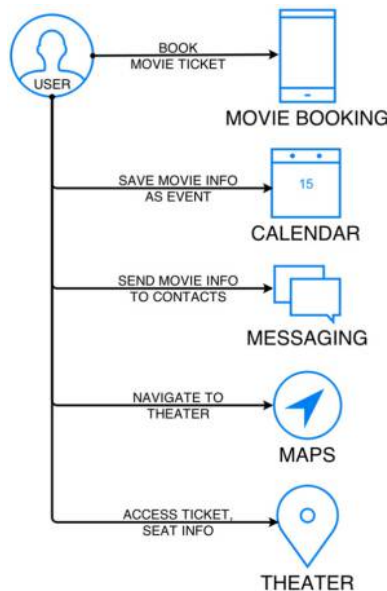 USER
BOOK
MOVIE TICKET
MOVIE BOOKING
SAVE MOVIE INFO
AS EVENT
15
CALENDAR
SEND MOVIE INFO
TO CONTACTS
MESSAGING
NAVIGATE TO
THEATER
MAPS
ACCESS TICKET,
SEAT INFO
THEATER